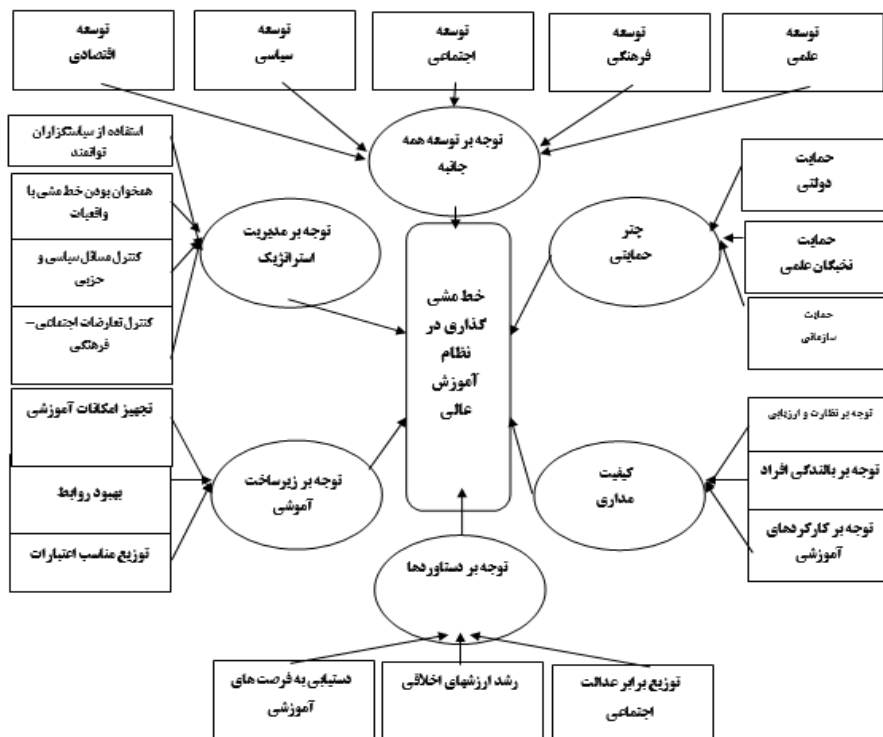 توسعه
علمی
توسعه
فرهنگی
توسعه
اجتماعی
توسعه
سیاسی
توسعه
اقتصادی
توجه بر توسعه همه
جانبه
حمایت
دولتی
حمایت
نخبگان علمی
حمایت
سازمانی
چتر
حمایتی
خط مشی
گذاری در
نظام
آموزش
عالی
توجه بر مدیریت
استراتژیک
استفاده از سیاستگزاران
توانمند
همخوان بودن خط مشی با
واقعیات
کنترل مسائل سیاسی و
حزبی
کنترل تعارضات اجتماعی–
فرهنگی
توجه بر نظارت و ارزیابی
توجه بر بالندگی افراد
توجه بر کارکردهای
آموزشی
کیفیت
مداری
توجه بر زیرساخت
آموشی
تجهیز امکانات آموزشی
بهبود روابط
توزیع مناسب اعتبارات
توجه بر دستاوردها
توزیع برابر عدالت
اجتماعی
رشد ارزشهای اخلاقی
دستیابی به فرصت های
آموزشی